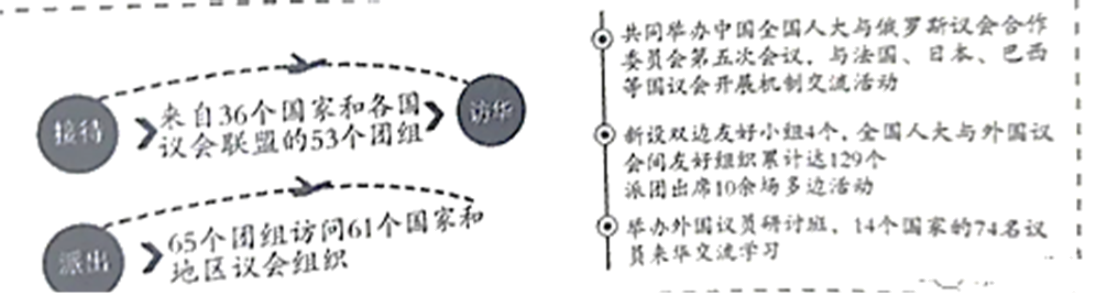 接待
来自36个国家和各国
议会联盟的53个团组
访华
派出
65个团组访问61个国家和
地区议会组织
共同举办中国全国人大与俄罗斯议会合作
委员会第五次会议，与法国、日本、巴西
等国议会开展机制交流活动
新设双边友好小组4个，全国人大与外国议
会间友好组织累计达129个
派团出席10余场多边活动
举办外国议员研讨班，14个国家的74名议
员来华交流学习